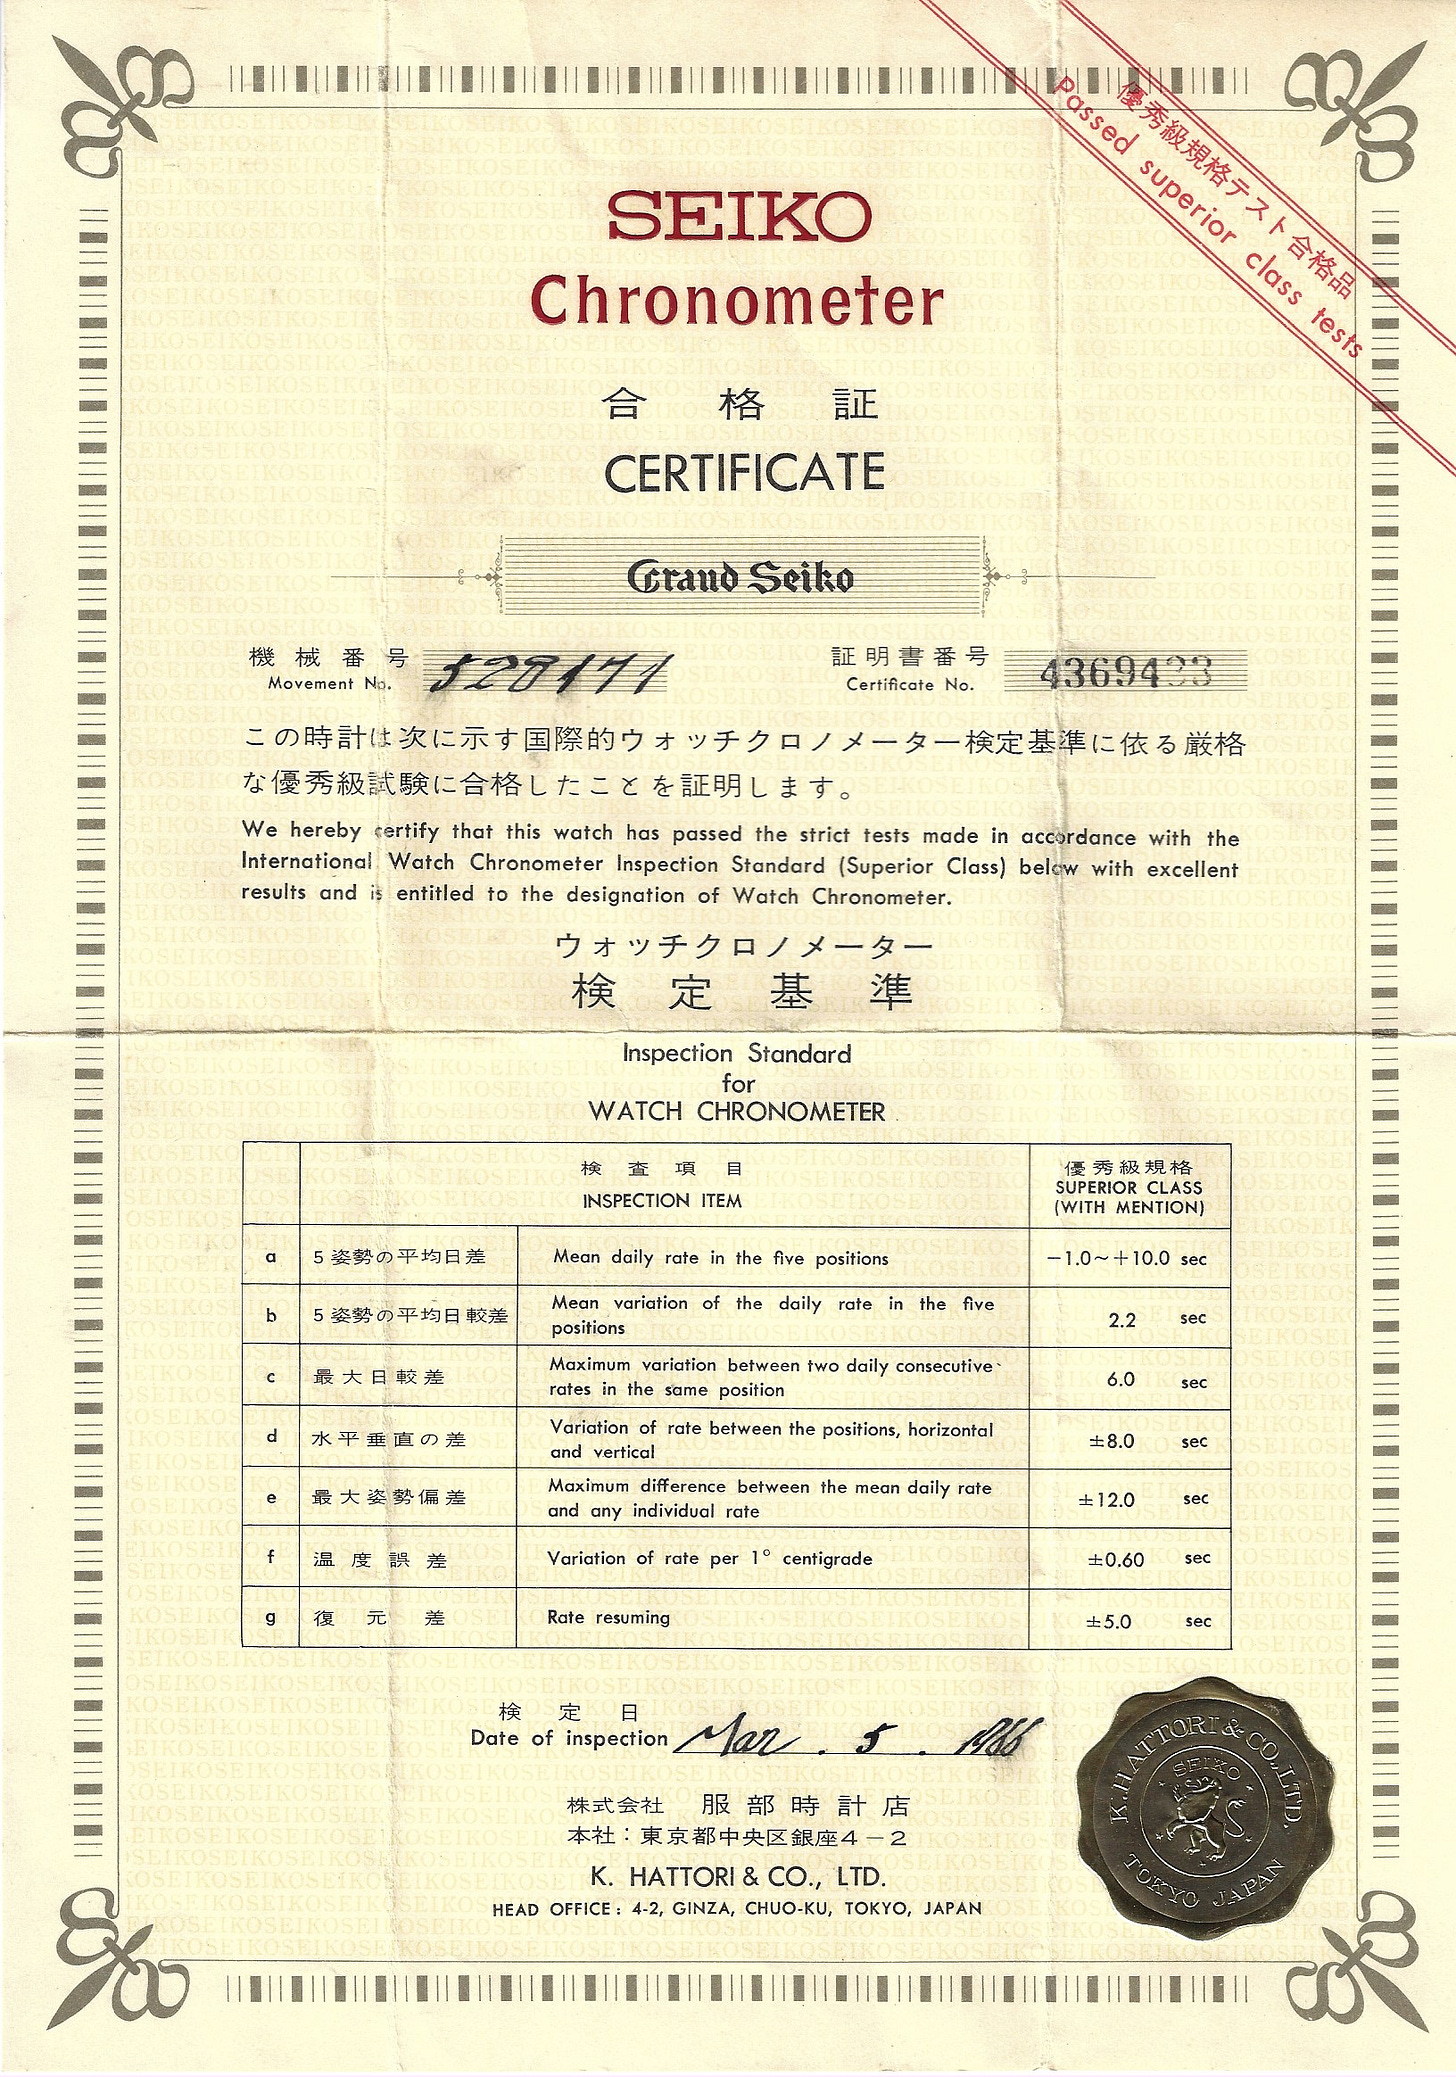 優秀級規格テスト合格品
Passed superior class tests
SEIKO
Chronometer
合格証
CERTIFICATE
Grand Seiko
機械番号
Movement No. 528171
証明書番号
Certificate No. 4369423
この時計は次に示す国際的ウォッチクロノメーター検定基準に依る厳格
な優秀級試験に合格したことを証明します。
We hereby certify that this watch has passed the strict tests made in accordance with the
International Watch Chronometer Inspection Standard (Superior Class) below with excellent
results and is entitled to the designation of Watch Chronometer.
ウォッチクロノメーター
検定基準
Inspection Standard
for
WATCH CHRONOMETER
検査項目
INSPECTION ITEM
優秀級規格
SUPERIOR CLASS
(WITH MENTION)
a 5姿勢の平均日差 Mean daily rate in the five positions −1.0~+10.0 sec
b 5姿勢の平均日較差 Mean variation of the daily rate in the five
positions 2.2 sec
c 最大日較差 Maximum variation between two daily consecutive
rates in the same position 6.0 sec
d 水平垂直の差 Variation of rate between the positions, horizontal
and vertical ±8.0 sec
e 最大姿勢偏差 Maximum difference between the mean daily rate
and any individual rate ±12.0 sec
f 温度誤差 Variation of rate per 1° centigrade ±0.60 sec
g 復元差 Rate resuming ±5.0 sec
検定日
Date of inspection Mar. 5. 1966
株式会社 服部時計店
本社：東京都中央区銀座4－2
K. HATTORI & CO., LTD.
HEAD OFFICE : 4-2, GINZA, CHUO-KU, TOKYO, JAPAN
K. HATTORI & CO., LTD.
SEIKO
TOKYO JAPAN